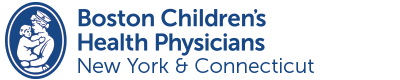 Boston Children's
Health Physicians
New York & Connecticut